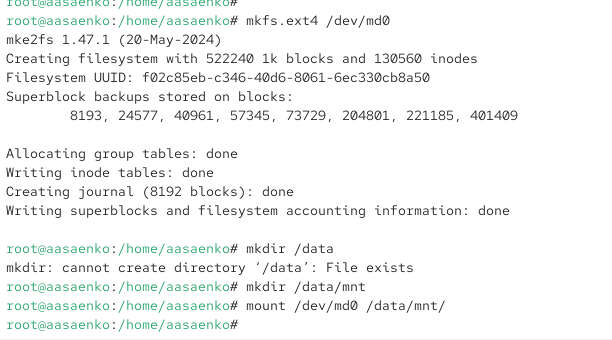 root@aasaenko:/home/aasaenko#
root@aasaenko:/home/aasaenko# mkfs.ext4 /dev/md0
mke2fs 1.47.1 (20-May-2024)
Creating filesystem with 522240 1k blocks and 130560 inodes
Filesystem UUID: f02c85eb-c346-40d6-8061-6ec330cb8a50
Superblock backups stored on blocks:
        8193, 24577, 40961, 57345, 73729, 204801, 221185, 401409

Allocating group tables: done
Writing inode tables: done
Creating journal (8192 blocks): done
Writing superblocks and filesystem accounting information: done

root@aasaenko:/home/aasaenko# mkdir /data
mkdir: cannot create directory ‘/data’: File exists
root@aasaenko:/home/aasaenko# mkdir /data/mnt
root@aasaenko:/home/aasaenko# mount /dev/md0 /data/mnt/
root@aasaenko:/home/aasaenko#